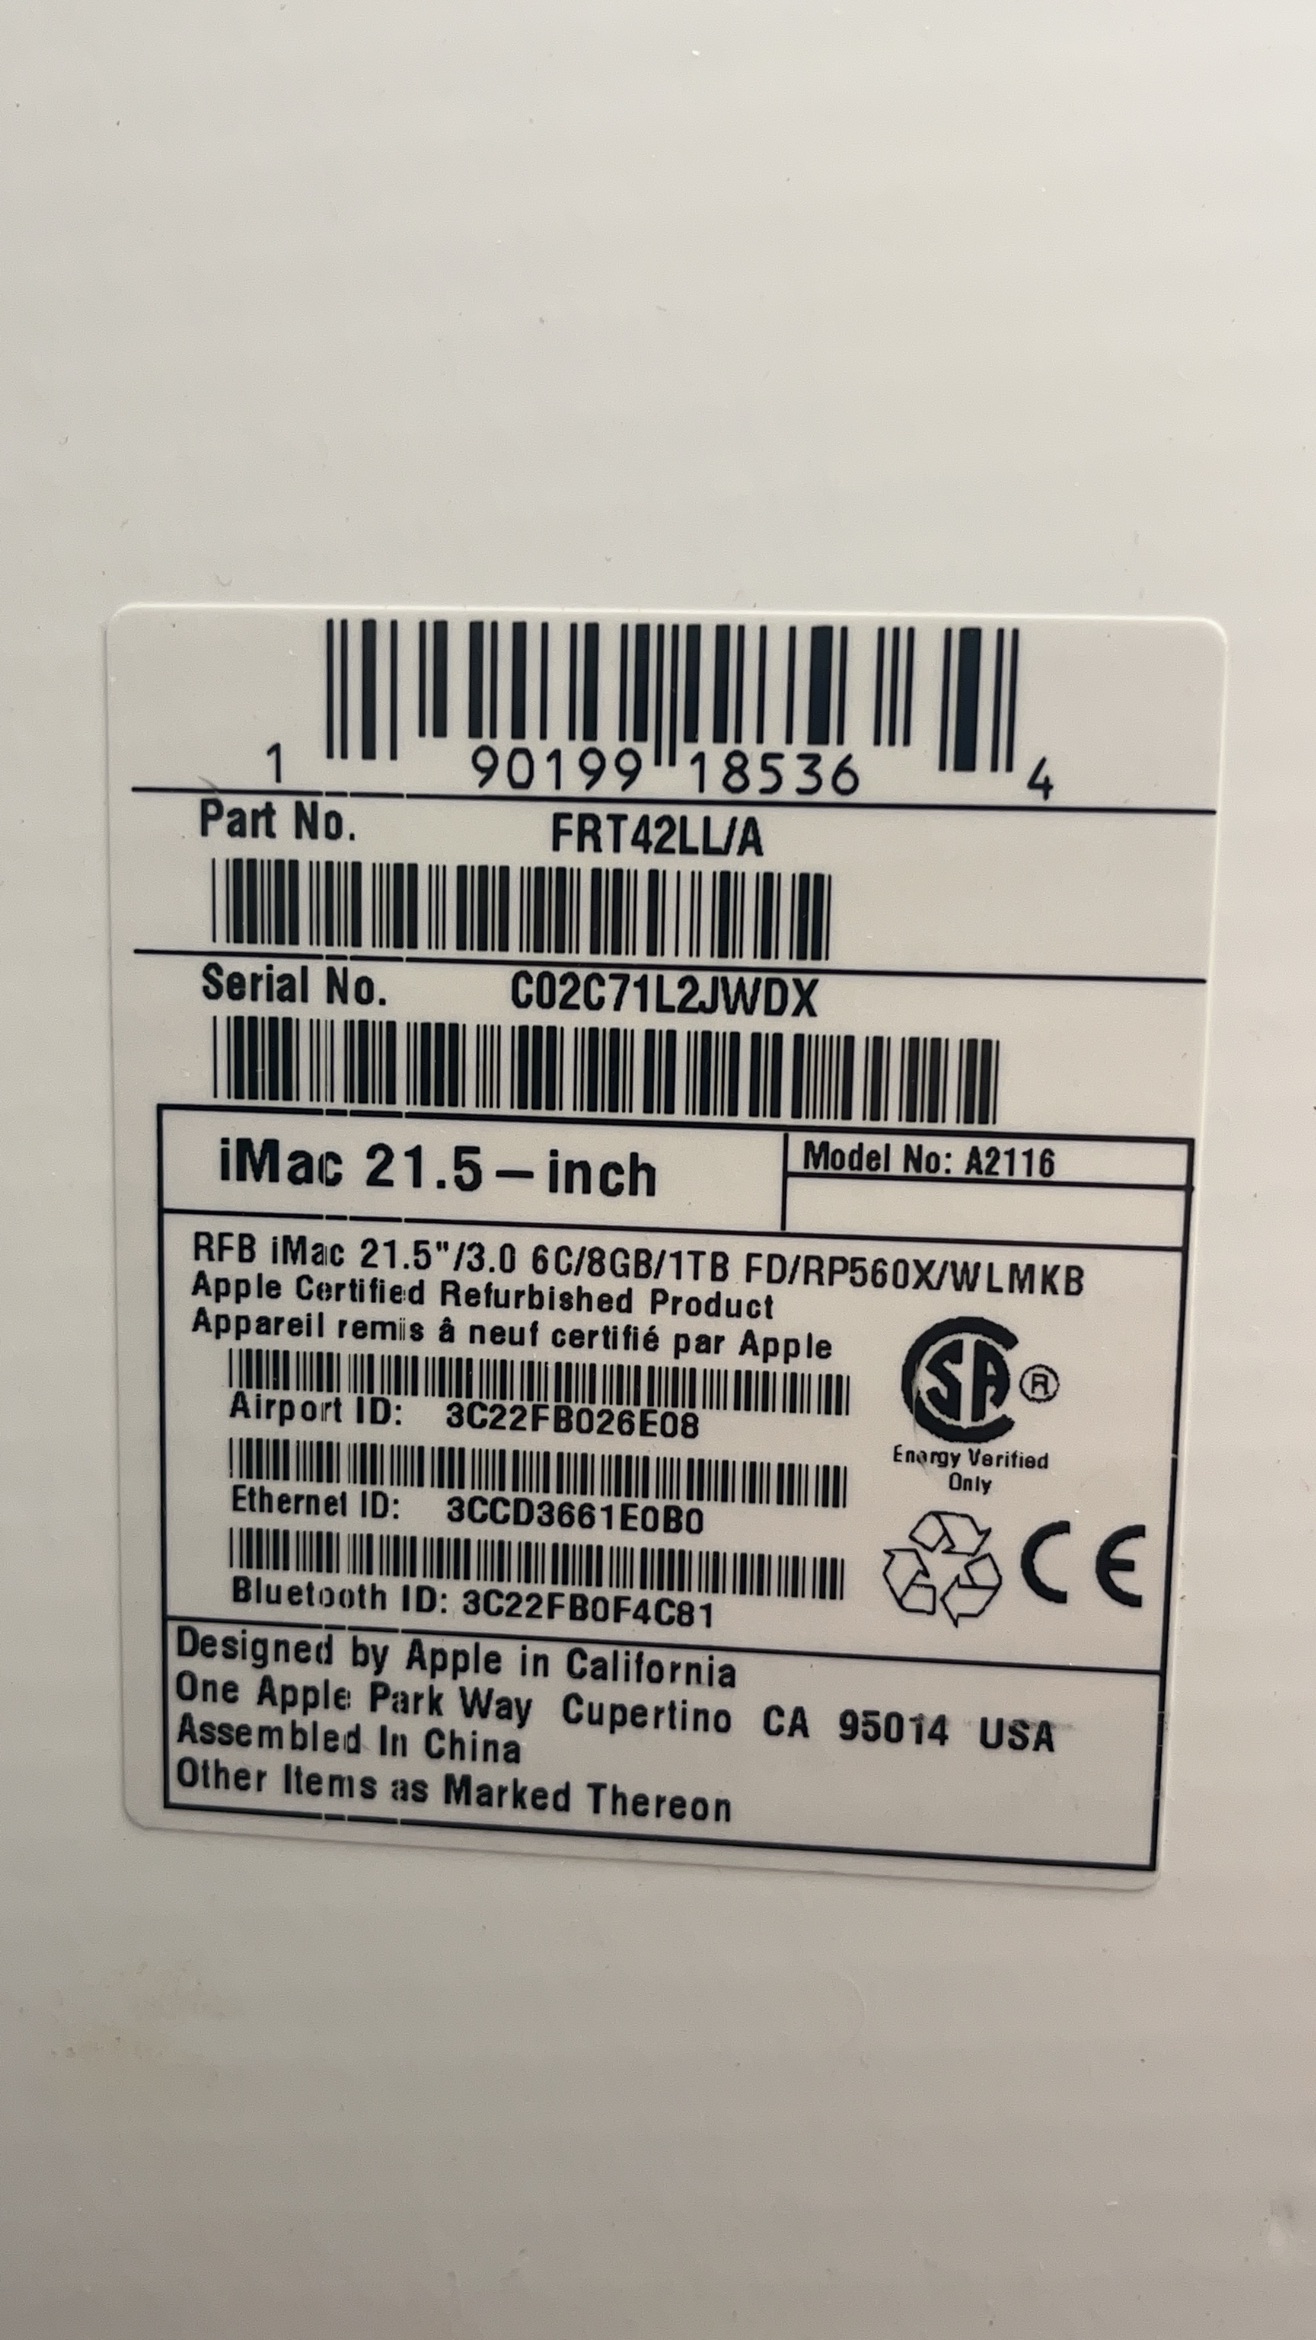 1 90199 18536 4
Part No. FRT42LL/A
Serial No. C02C71L2JWDX
iMac 21.5-inch
Model No: A2116
RFB iMac 21.5"/3.0 6C/8GB/1TB FD/RP560X/WLMKB
Apple Certified Refurbished Product
Appareil remis â neuf certifié par Apple
Airport ID: 3C22FB026E08
Ethernet ID: 3CCD3661E0B0
Bluetooth ID: 3C22FB0F4C81
SA ®
Energy Verified
Only
CE
Designed by Apple in California
One Apple Park Way Cupertino CA 95014 USA
Assembled In China
Other Items as Marked Thereon